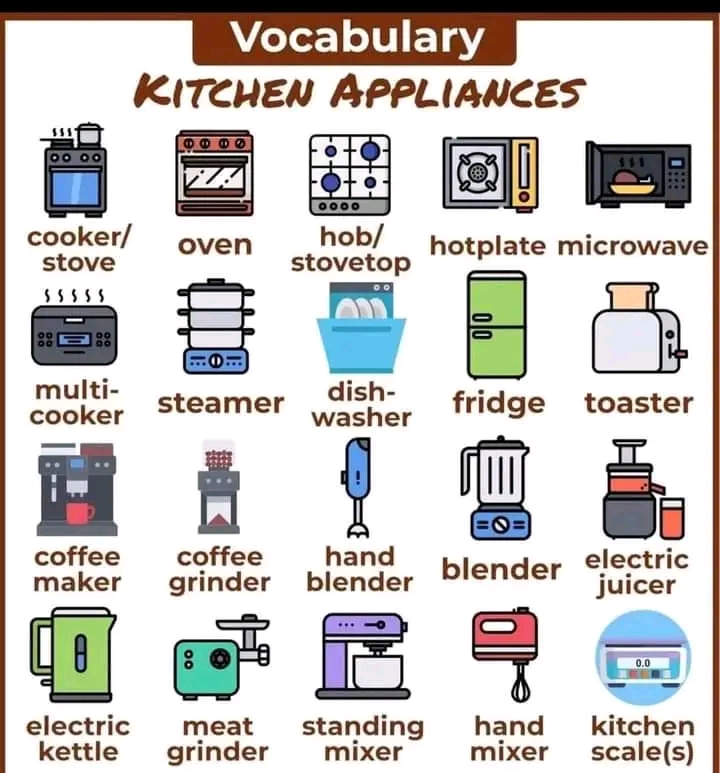 Vocabulary
KITCHEN APPLIANCES
cooker/
stove
oven
hob/
stovetop
hotplate
microwave
multi-
cooker
steamer
dish-
washer
fridge
toaster
coffee
maker
coffee
grinder
hand
blender
blender
electric
juicer
electric
kettle
meat
grinder
standing
mixer
hand
mixer
0.0
kitchen
scale(s)